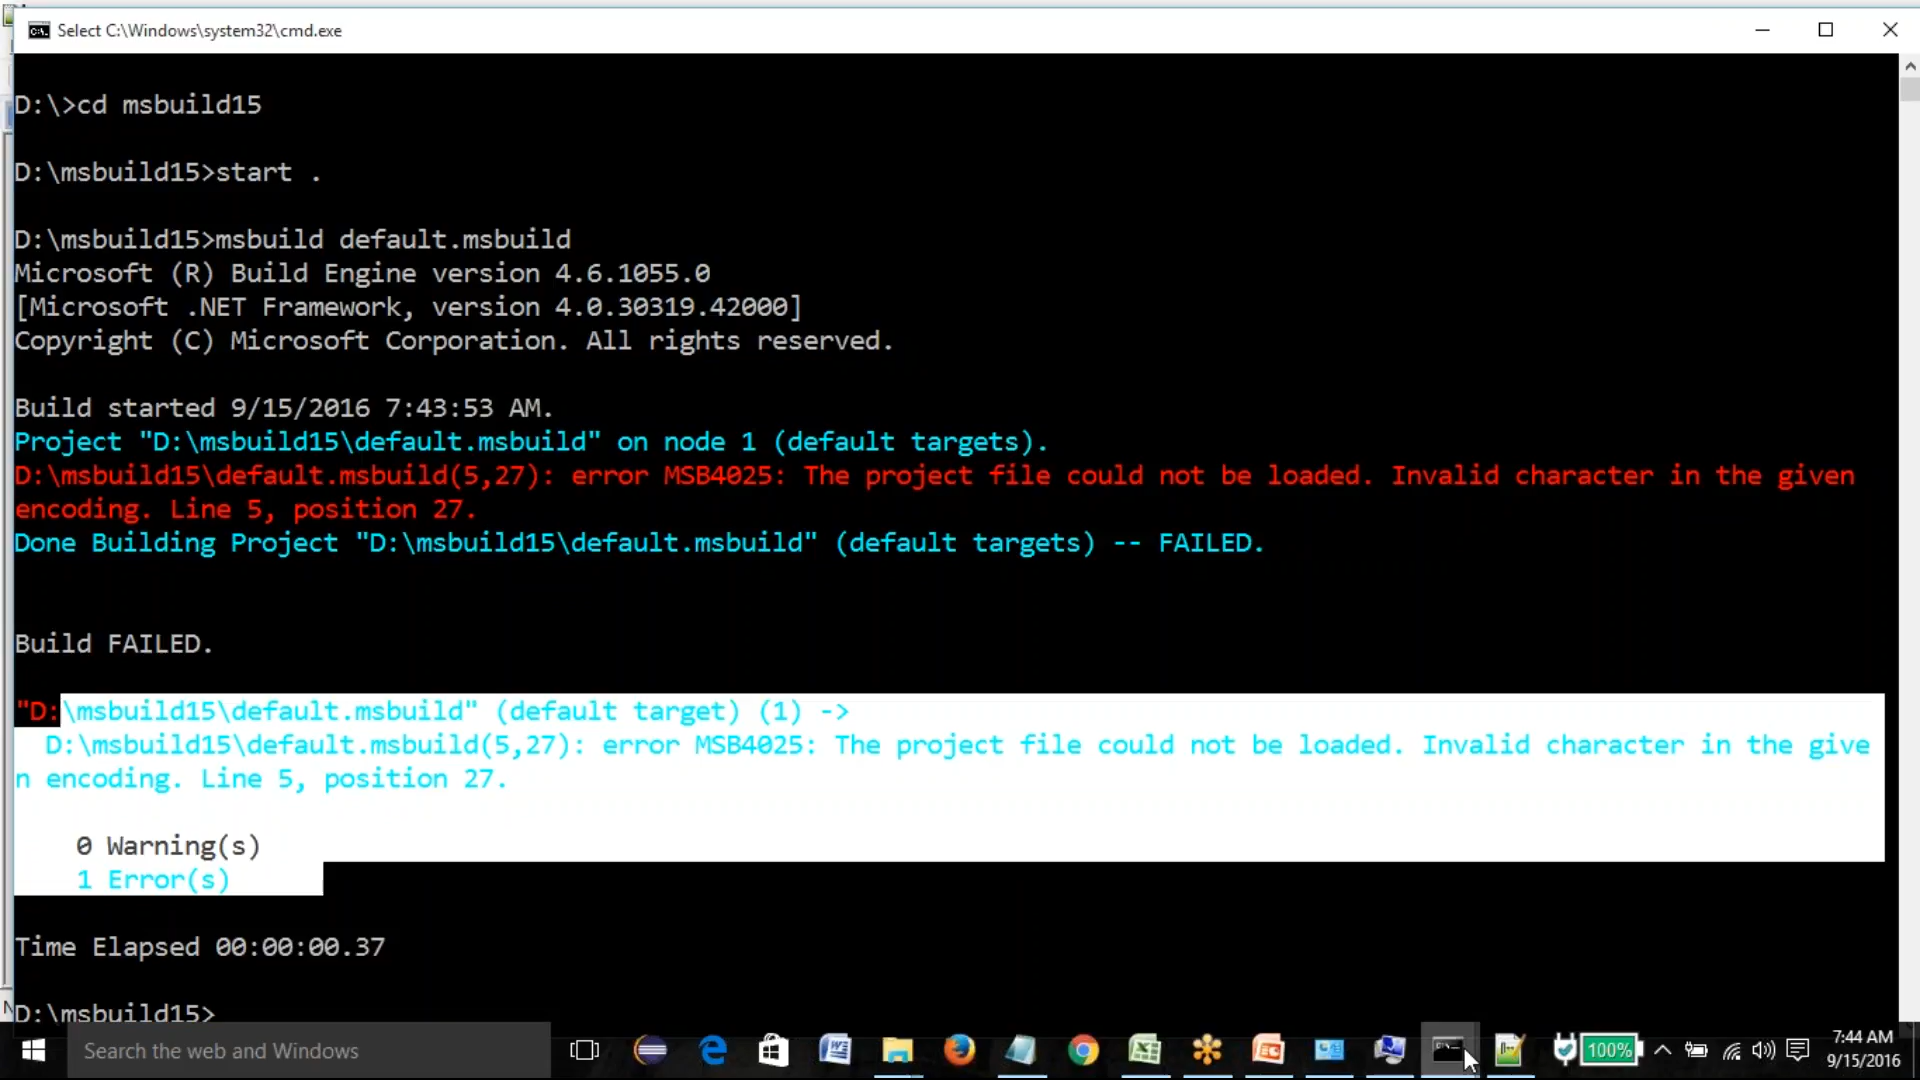 Select C:\Windows\system32\cmd.exe
D:\>cd msbuild15
D:\msbuild15>start .
D:\msbuild15>msbuild default.msbuild
Microsoft (R) Build Engine version 4.6.1055.0
[Microsoft .NET Framework, version 4.0.30319.42000]
Copyright (C) Microsoft Corporation. All rights reserved.
Build started 9/15/2016 7:43:53 AM.
Project "D:\msbuild15\default.msbuild" on node 1 (default targets).
D:\msbuild15\default.msbuild(5,27): error MSB4025: The project file could not be loaded. Invalid character in the given
encoding. Line 5, position 27.
Done Building Project "D:\msbuild15\default.msbuild" (default targets) -- FAILED.
Build FAILED.
"D:\msbuild15\default.msbuild" (default target) (1) ->
D:\msbuild15\default.msbuild(5,27): error MSB4025: The project file could not be loaded. Invalid character in the give
n encoding. Line 5, position 27.
0 Warning(s)
1 Error(s)
Time Elapsed 00:00:00.37
D:\msbuild15>
Search the web and Windows
100%
7:44 AM
9/15/2016